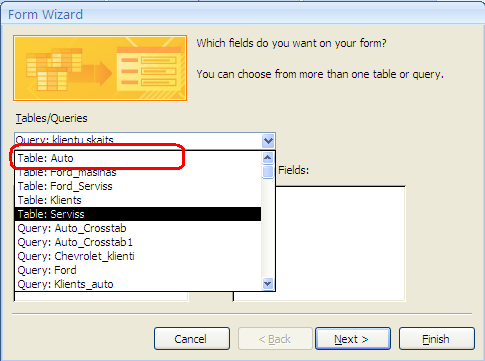 Form Wizard
Which fields do you want on your form?
You can choose from more than one table or query.
Tables/Queries
Query: klientu skaits
Table: Auto
Table: Ford_masinas
Table: Ford_Serviss
Table: Klients
Table: Serviss
Query: Auto_Crosstab
Query: Auto_Crosstab1
Query: Chevrolet_klienti
Query: Ford
Query: Klients_auto
Fields:
Cancel
< Back
Next >
Finish